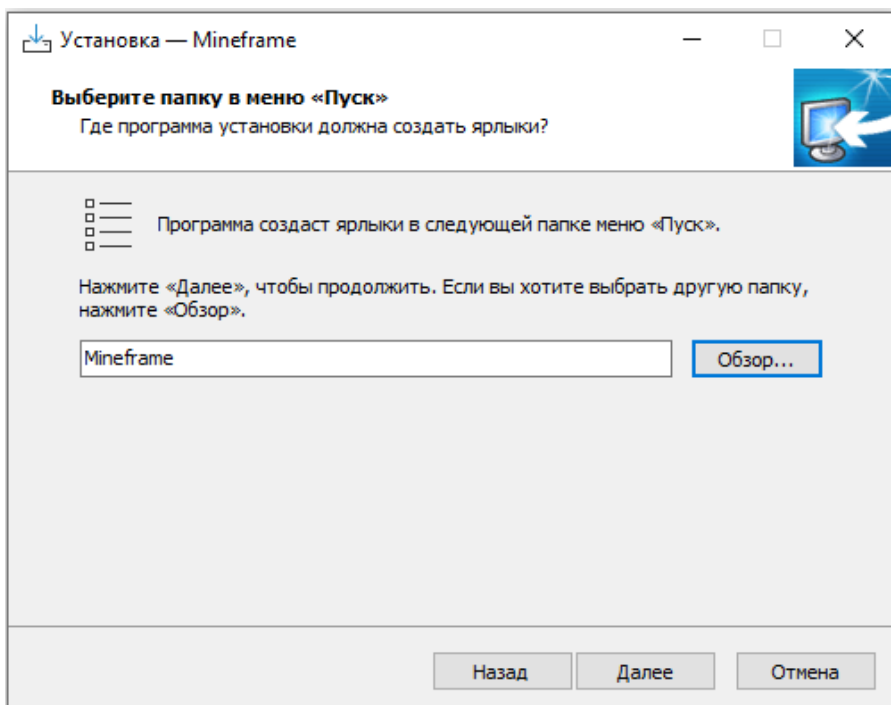 Установка — Mineframe
Выберите папку в меню «Пуск»
Где программа установки должна создать ярлыки?
Программа создаст ярлыки в следующей папке меню «Пуск».
Нажмите «Далее», чтобы продолжить. Если вы хотите выбрать другую папку,
нажмите «Обзор».
Mineframe
Обзор...
Назад
Далее
Отмена